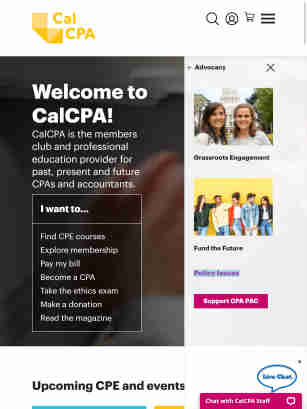 Cal
CPA
Advocacy
Welcome to
CalCPA!
CalCPA is the members
club and professional
education provider for
past, present and future
CPAs and accountants.
I want to...
Find CPE courses
Explore membership
Pay my bill
Become a CPA
Take the ethics exam
Make a donation
Read the magazine
Grassroots Engagement
Fund the Future
Policy Issues
Support CPA PAC
Upcoming CPE and events
Live Chat
Chat with CalCPA Staff